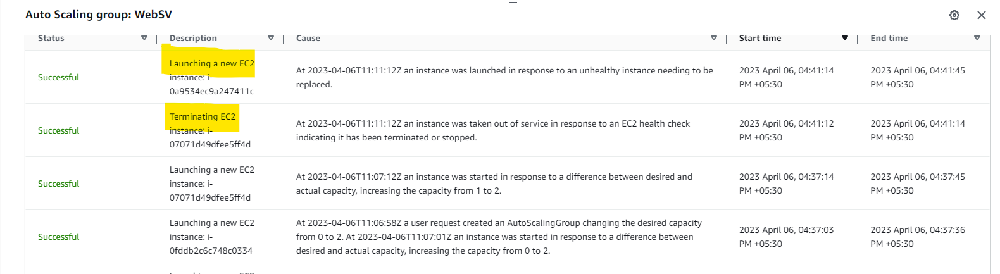 Auto Scaling group: WebSV
Status Description Cause Start time End time
Successful
Launching a new EC2
instance: i-
0a9534ec9a247411c
At 2023-04-06T11:11:12Z an instance was launched in response to an unhealthy instance needing to be
replaced.
2023 April 06, 04:41:14
PM +05:30
2023 April 06, 04:41:45
PM +05:30
Successful
Terminating EC2
instance: i-
07071d49dfee5ff4d
At 2023-04-06T11:11:12Z an instance was taken out of service in response to an EC2 health check
indicating it has been terminated or stopped.
2023 April 06, 04:41:12
PM +05:30
2023 April 06, 04:41:14
PM +05:30
Successful
Launching a new EC2
instance: i-
07071d49dfee5ff4d
At 2023-04-06T11:07:12Z an instance was started in response to a difference between desired and
actual capacity, increasing the capacity from 1 to 2.
2023 April 06, 04:37:14
PM +05:30
2023 April 06, 04:37:45
PM +05:30
Successful
Launching a new EC2
instance: i-
0fddb2c6c748c0334
At 2023-04-06T11:06:58Z a user request created an AutoScalingGroup changing the desired capacity
from 0 to 2. At 2023-04-06T11:07:01Z an instance was started in response to a difference between
desired and actual capacity, increasing the capacity from 0 to 2.
2023 April 06, 04:37:03
PM +05:30
2023 April 06, 04:37:36
PM +05:30